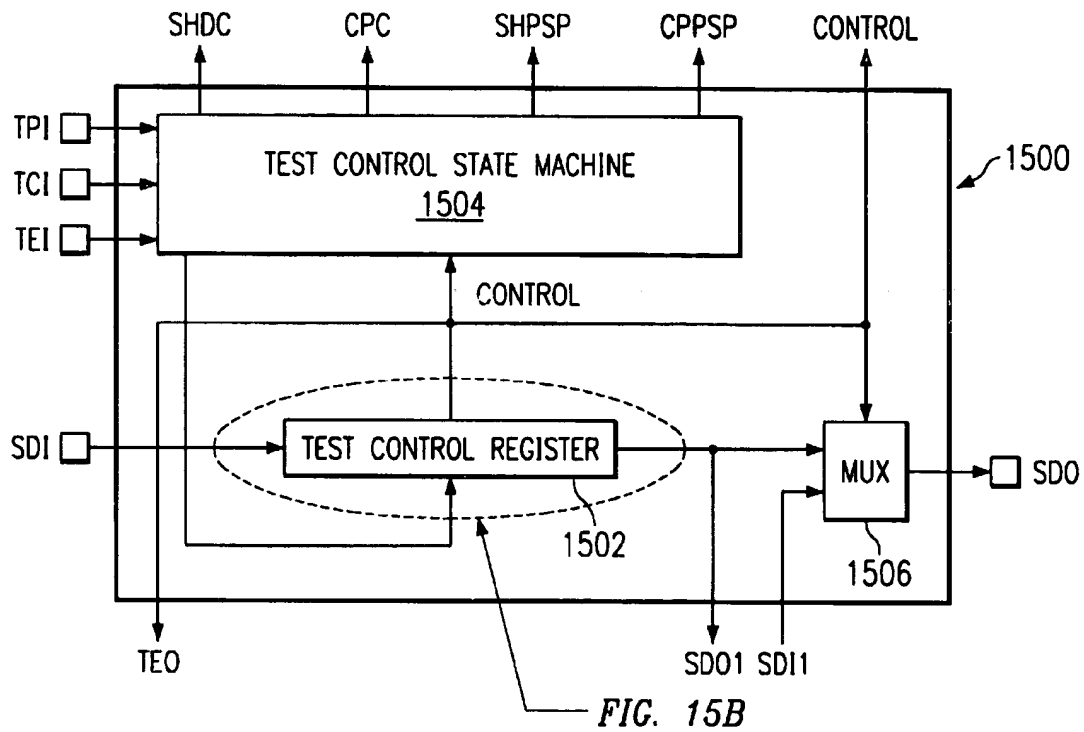 SHDC CPC SHPSP CPPSP CONTROL
TPI
TCI
TEI
TEST CONTROL STATE MACHINE
1504
1500
CONTROL
SDI
TEST CONTROL REGISTER
MUX
SDO
1502
1506
TEO
SDO1 SDI1
FIG. 15B